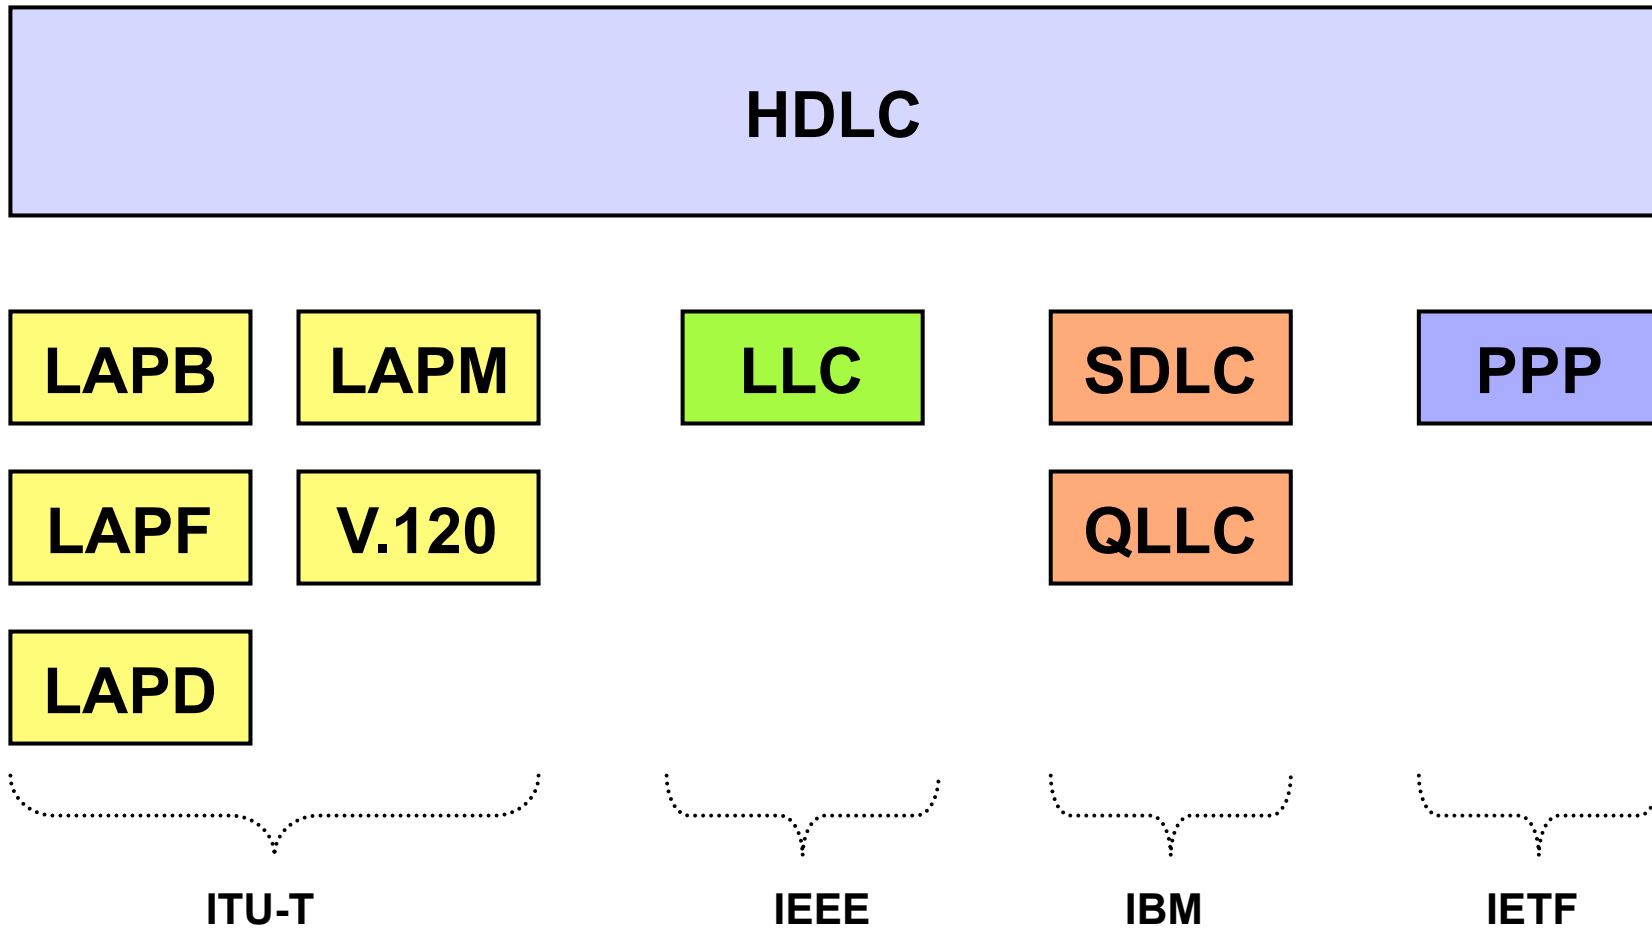 HDLC
LAPB LAPM LLC SDLC PPP
LAPF V.120 QLLC
LAPD
ITU-T IEEE IBM IETF